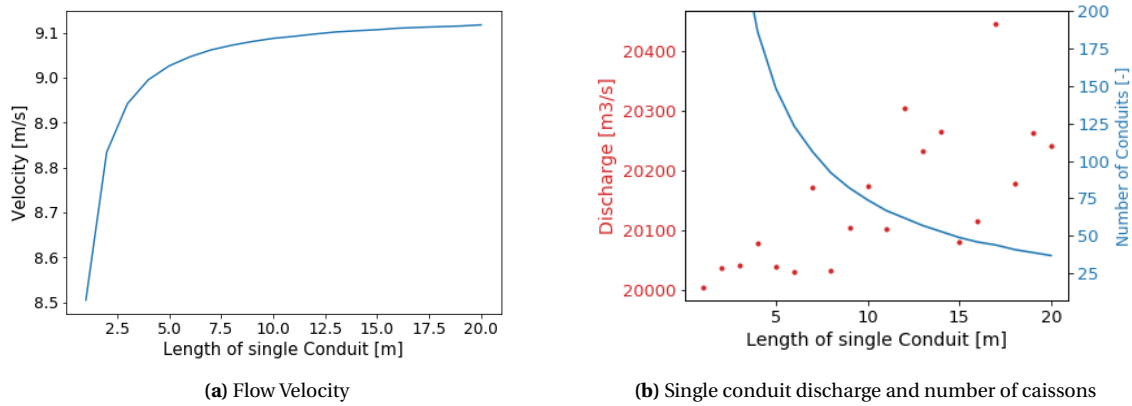 9.1
9.0
8.9
8.8
8.7
8.6
8.5
Velocity [m/s]
2.5 5.0 7.5 10.0 12.5 15.0 17.5 20.0
Length of single Conduit [m]
(a) Flow Velocity
20400
20300
20200
20100
20000
Discharge [m3/s]
200
175
150
125
100
75
50
25
Number of Conduits [-]
5 10 15 20
Length of single Conduit [m]
(b) Single conduit discharge and number of caissons